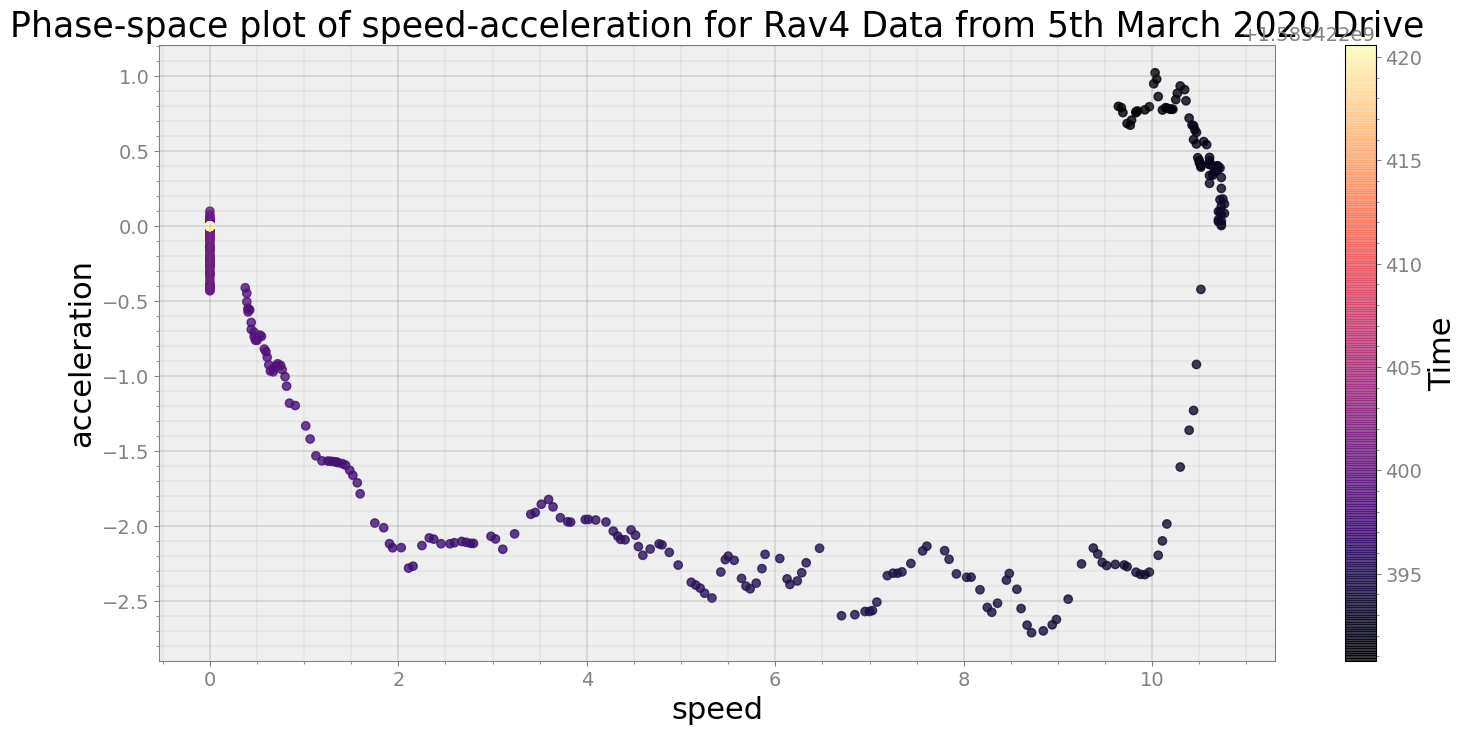 Phase-space plot of speed-acceleration for Rav4 Data from 5th March 2020 Drive
+1.583422e9
1.0
0.5
0.0
−0.5
−1.0
−1.5
−2.0
−2.5
acceleration
0 2 4 6 8 10
speed
420
415
410
405
400
395
Time